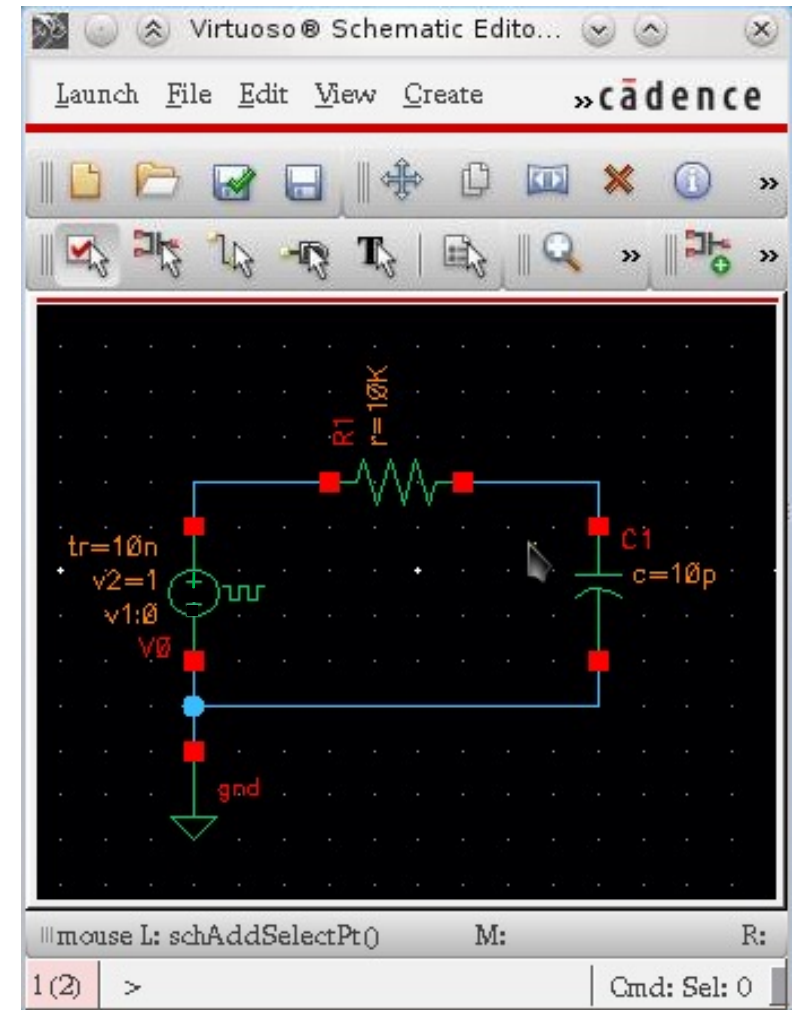 Virtuoso® Schematic Edito...
Launch File Edit View Create » cādence
»
T » »
R1
r=10K
tr=10n
v2=1
v1:0
V0
C1
c=10p
gnd
mouse L: schAddSelectPt() M: R:
1(2) > Cmd: Sel: 0